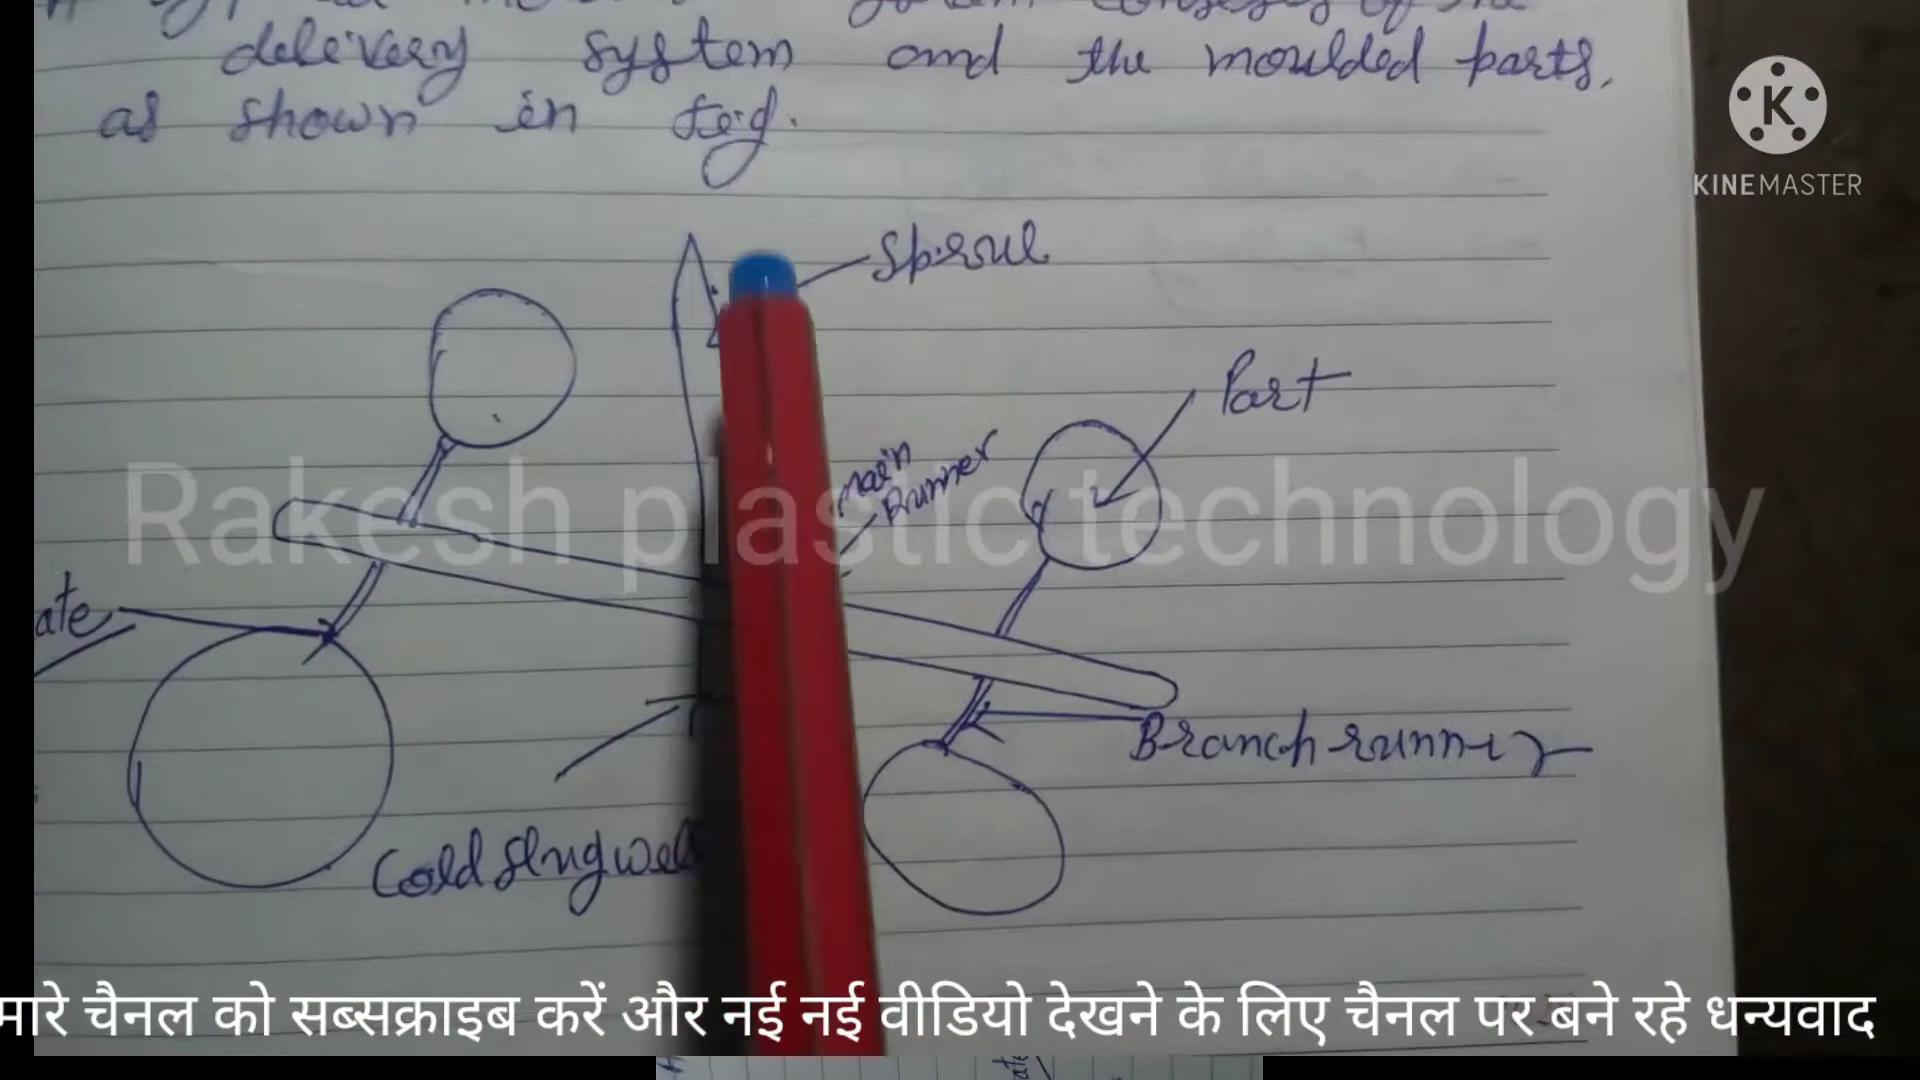 delivery system and the moulded parts.
as shown in fig.
K
KINEMASTER
Part
main
Runner
Rakesh plastic technology
ate
Branch runner
Cold slug well
मारे चैनल को सब्सक्राइब करें और नई नई वीडियो देखने के लिए चैनल पर बने रहे धन्यवाद